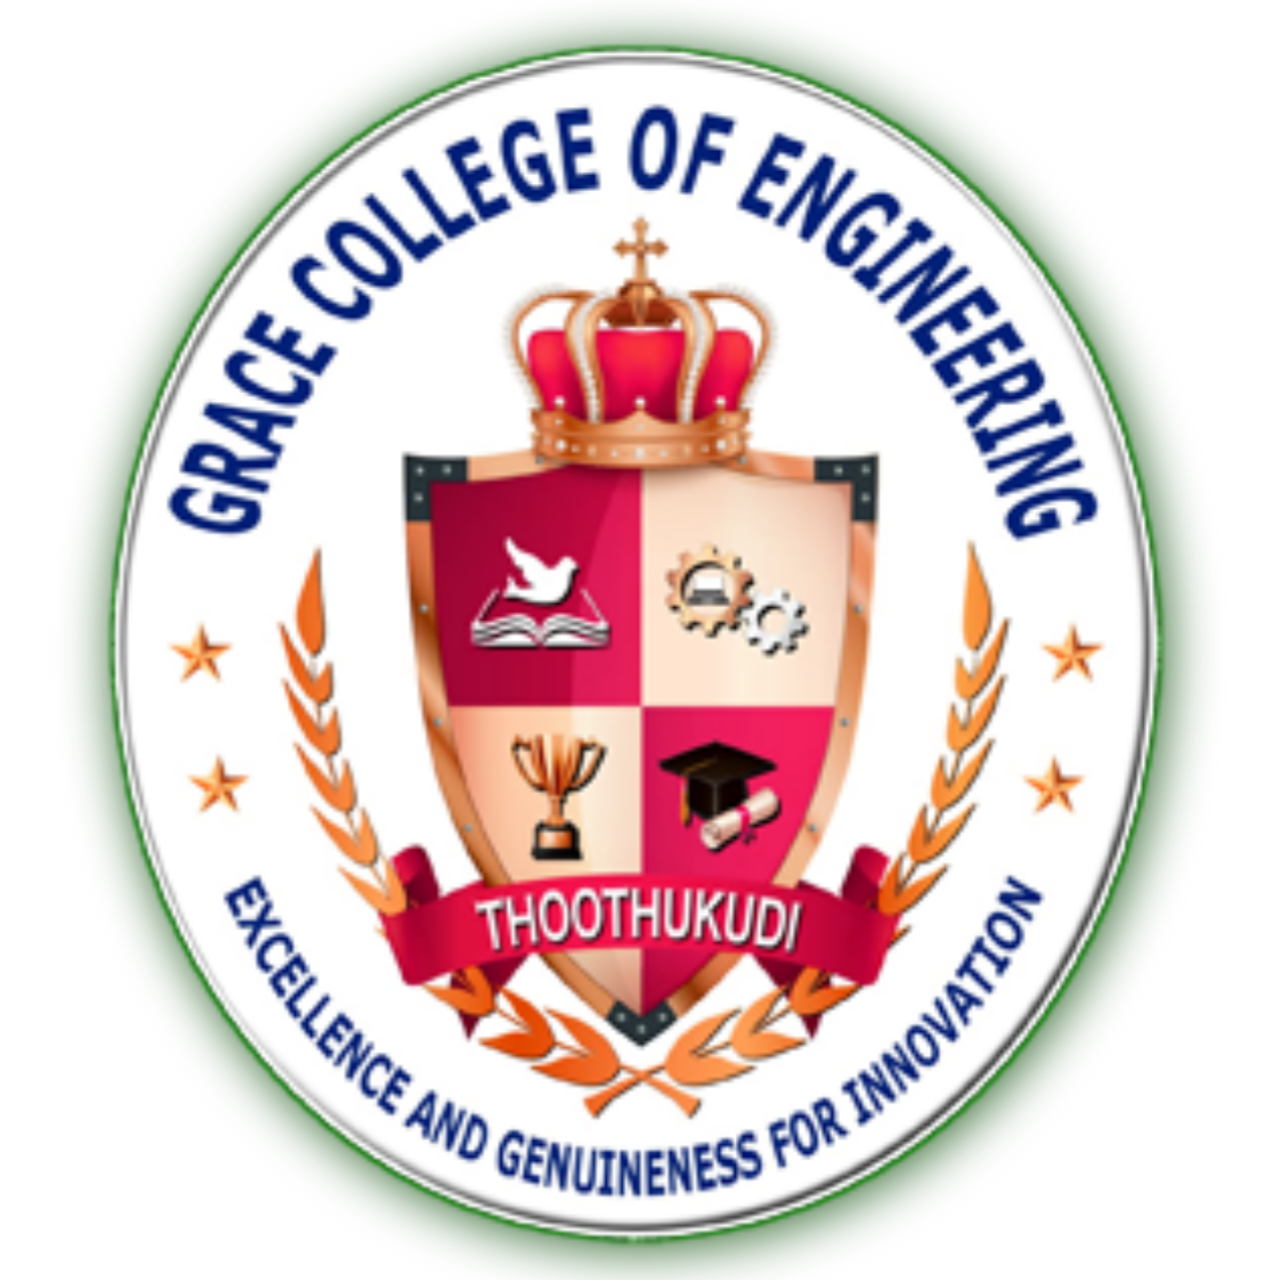 GRACE COLLEGE OF ENGINEERING
THOOTHUKUDI
EXCELLENCE AND GENUINENESS FOR INNOVATION